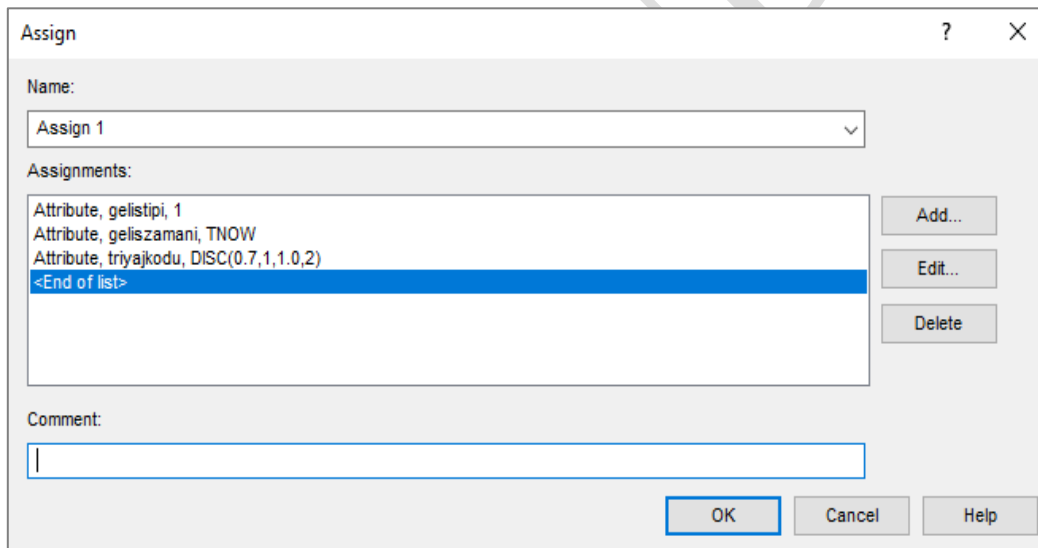 Assign ? X
Name:
Assign 1
Assignments:
Attribute, gelistipi, 1
Attribute, geliszamani, TNOW
Attribute, triyajkodu, DISC(0.7,1,1.0,2)
<End of list>
Add...
Edit...
Delete
Comment:
OK Cancel Help